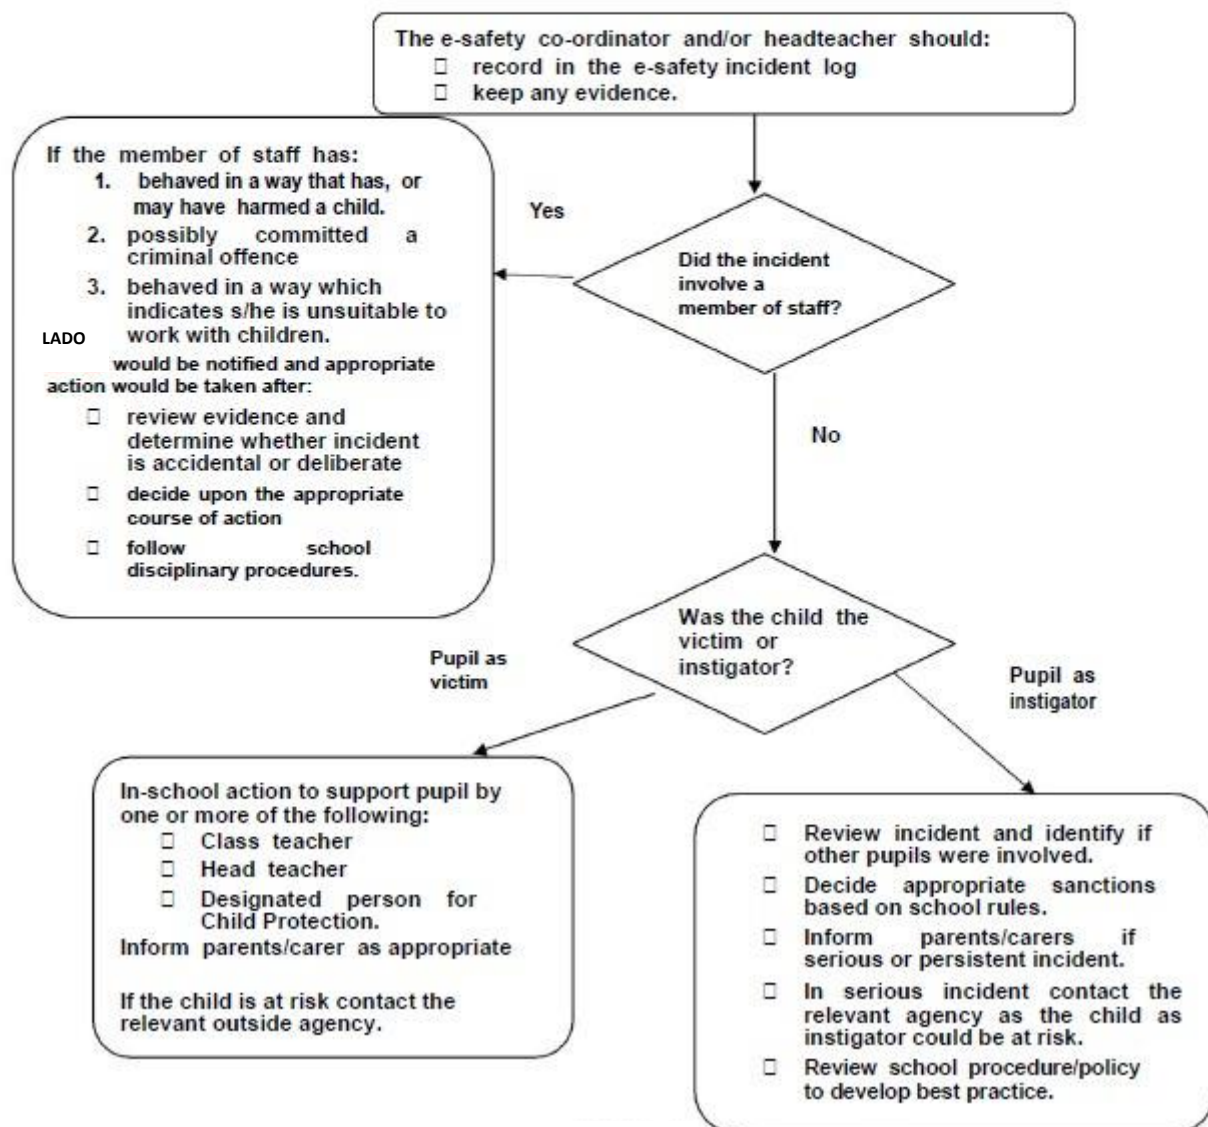 The e-safety co-ordinator and/or headteacher should:
□ record in the e-safety incident log
□ keep any evidence.
If the member of staff has:
1. behaved in a way that has, or
may have harmed a child.
2. possibly committed a
criminal offence
3. behaved in a way which
indicates s/he is unsuitable to
LADO work with children.
would be notified and appropriate
action would be taken after:
□ review evidence and
determine whether incident
is accidental or deliberate
□ decide upon the appropriate
course of action
□ follow school
disciplinary procedures.
Yes
Did the incident
involve a
member of staff?
No
Was the child the
victim or
instigator?
Pupil as
victim
Pupil as
instigator
In-school action to support pupil by
one or more of the following:
□ Class teacher
□ Head teacher
□ Designated person for
Child Protection.
Inform parents/carer as appropriate
If the child is at risk contact the
relevant outside agency.
□ Review incident and identify if
other pupils were involved.
□ Decide appropriate sanctions
based on school rules.
□ Inform parents/carers if
serious or persistent incident.
□ In serious incident contact the
relevant agency as the child as
instigator could be at risk.
□ Review school procedure/policy
to develop best practice.